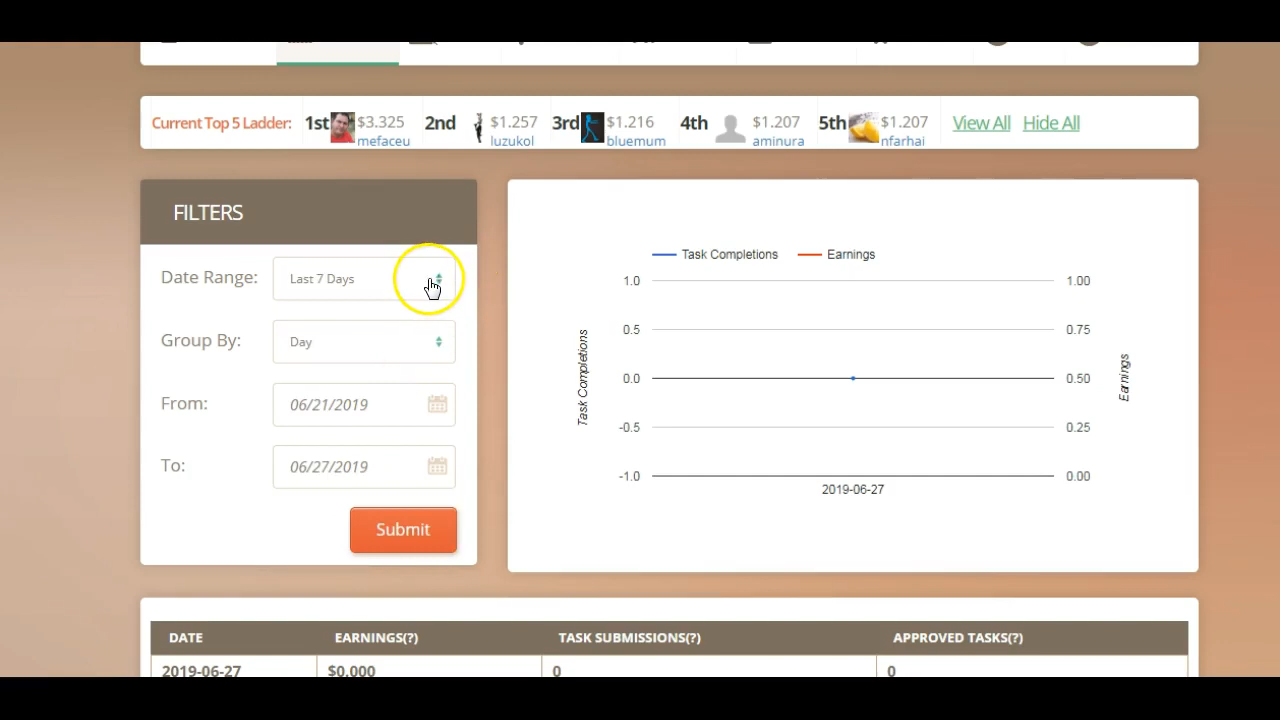 Current Top 5 Ladder: 1st $3.325 mefaceu 2nd $1.257 luzukol 3rd $1.216 bluemum 4th $1.207 aminura 5th $1.207 nfarhai View All Hide All
FILTERS
Date Range: Last 7 Days
Group By: Day
From: 06/21/2019
To: 06/27/2019
Submit
Task Completions Earnings
1.0 1.00
0.5 0.75
0.0 0.50
-0.5 0.25
-1.0 0.00
Task Completions
Earnings
2019-06-27
DATE EARNINGS(?) TASK SUBMISSIONS(?) APPROVED TASKS(?)
2019-06-27 $0.000 0 0